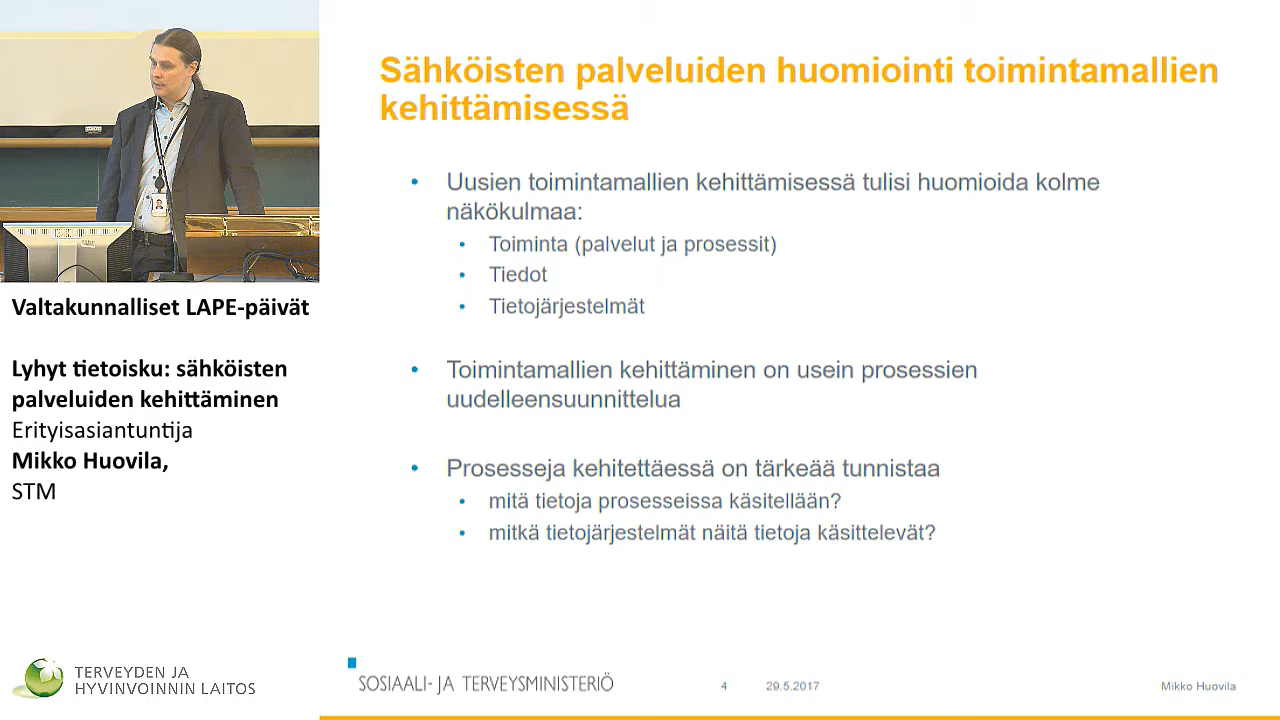 Valtakunnalliset LAPE-päivät
Lyhyt tietoisku: sähköisten
palveluiden kehittäminen
Erityisasiantuntija
Mikko Huovila,
STM
TERVEYDEN JA
HYVINVOINNIN LAITOS
Sähköisten palveluiden huomiointi toimintamallien
kehittämisessä
• Uusien toimintamallien kehittämisessä tulisi huomioida kolme
näkökulmaa:
• Toiminta (palvelut ja prosessit)
• Tiedot
• Tietojärjestelmät
• Toimintamallien kehittäminen on usein prosessien
uudelleensuunnittelua
• Prosesseja kehitettäessä on tärkeää tunnistaa
• mitä tietoja prosesseissa käsitellään?
• mitkä tietojärjestelmät näitä tietoja käsittelevät?
SOSIAALI- JA TERVEYSMINISTERIÖ
4 29.5.2017 Mikko Huovila